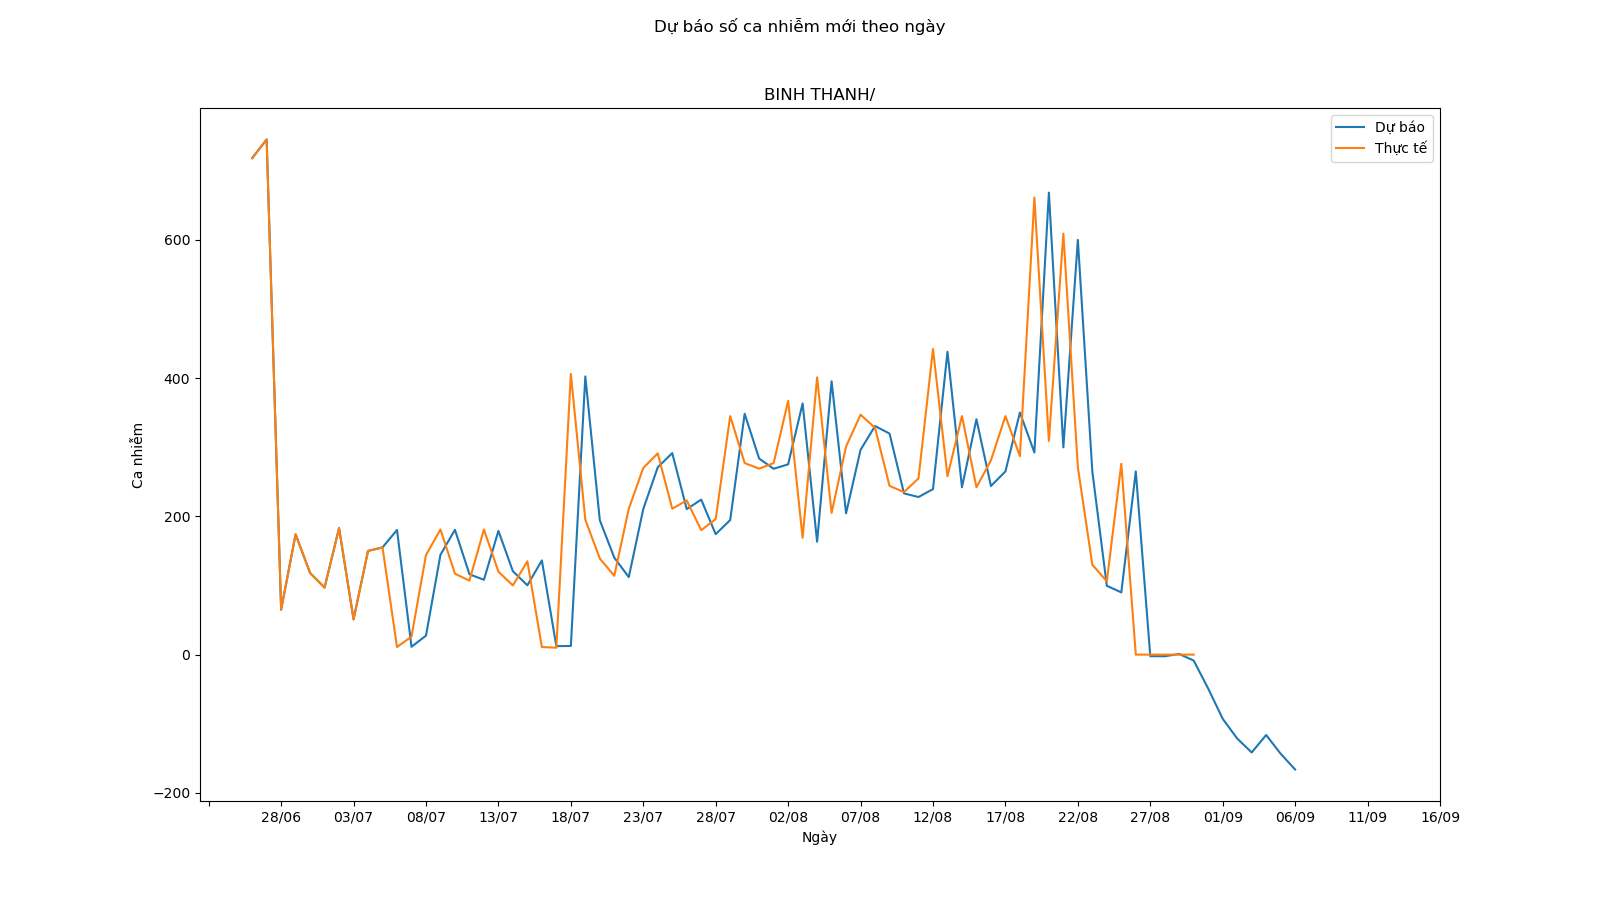 Dự báo số ca nhiễm mới theo ngày
BINH THANH/
Dự báo
Thực tế
600
400
200
0
−200
Ca nhiễm
28/06 03/07 08/07 13/07 18/07 23/07 28/07 02/08 07/08 12/08 17/08 22/08 27/08 01/09 06/09 11/09 16/09
Ngày